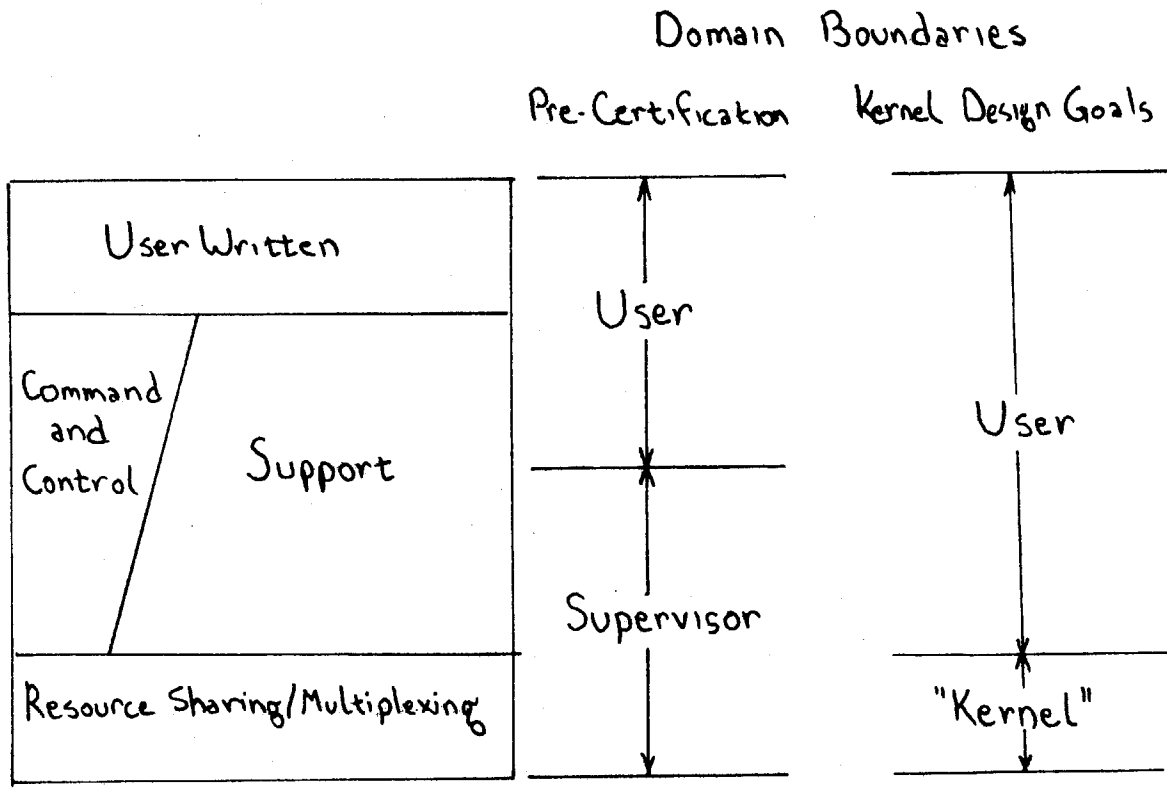 Domain Boundaries
Pre-Certification
Kernel Design Goals
User Written
Command
and
Control
Support
Resource Sharing/Multiplexing
User
Supervisor
User
"Kernel"